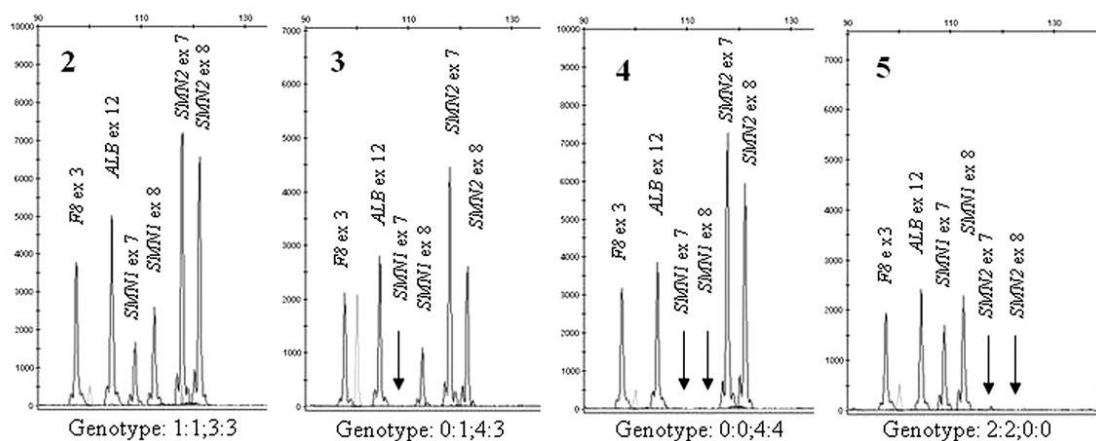 90 110 130
2
10000
9000
8000
7000
6000
5000
4000
3000
2000
1000
0
F8 ex 3
ALB ex 12
SMN1 ex 7
SMN1 ex 8
SMN2 ex 7
SMN2 ex 8
Genotype: 1:1;3:3
90 110 130
3
7000
6000
5000
4000
3000
2000
1000
0
F8 ex 3
ALB ex 12
SMN1 ex 7
SMN1 ex 8
SMN2 ex 7
SMN2 ex 8
Genotype: 0:1;4:3
90 110 130
4
10000
9000
8000
7000
6000
5000
4000
3000
2000
1000
0
F8 ex 3
ALB ex 12
SMN1 ex 7
SMN1 ex 8
SMN2 ex 7
SMN2 ex 8
Genotype: 0:0;4:4
90 110 130
5
7000
6000
5000
4000
3000
2000
1000
0
F8 ex3
ALB ex 12
SMN1 ex 7
SMN1 ex 8
SMN2 ex 7
SMN2 ex 8
Genotype: 2:2;0:0